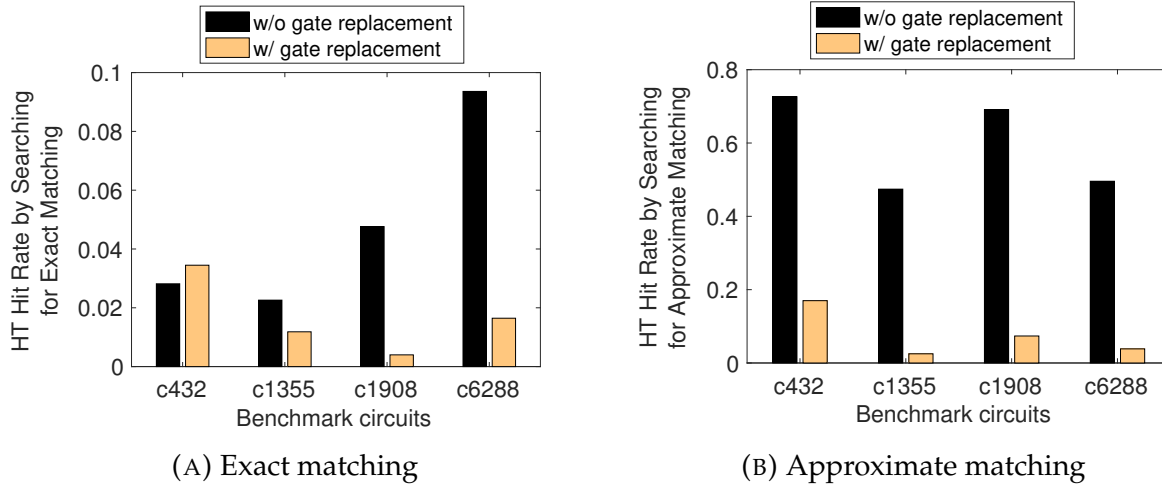 w/o gate replacement
w/ gate replacement
HT Hit Rate by Searching
for Exact Matching
0.1
0.08
0.06
0.04
0.02
0
c432 c1355 c1908 c6288
Benchmark circuits
(A) Exact matching
w/o gate replacement
w/ gate replacement
HT Hit Rate by Searching
for Approximate Matching
0.8
0.6
0.4
0.2
0
c432 c1355 c1908 c6288
Benchmark circuits
(B) Approximate matching